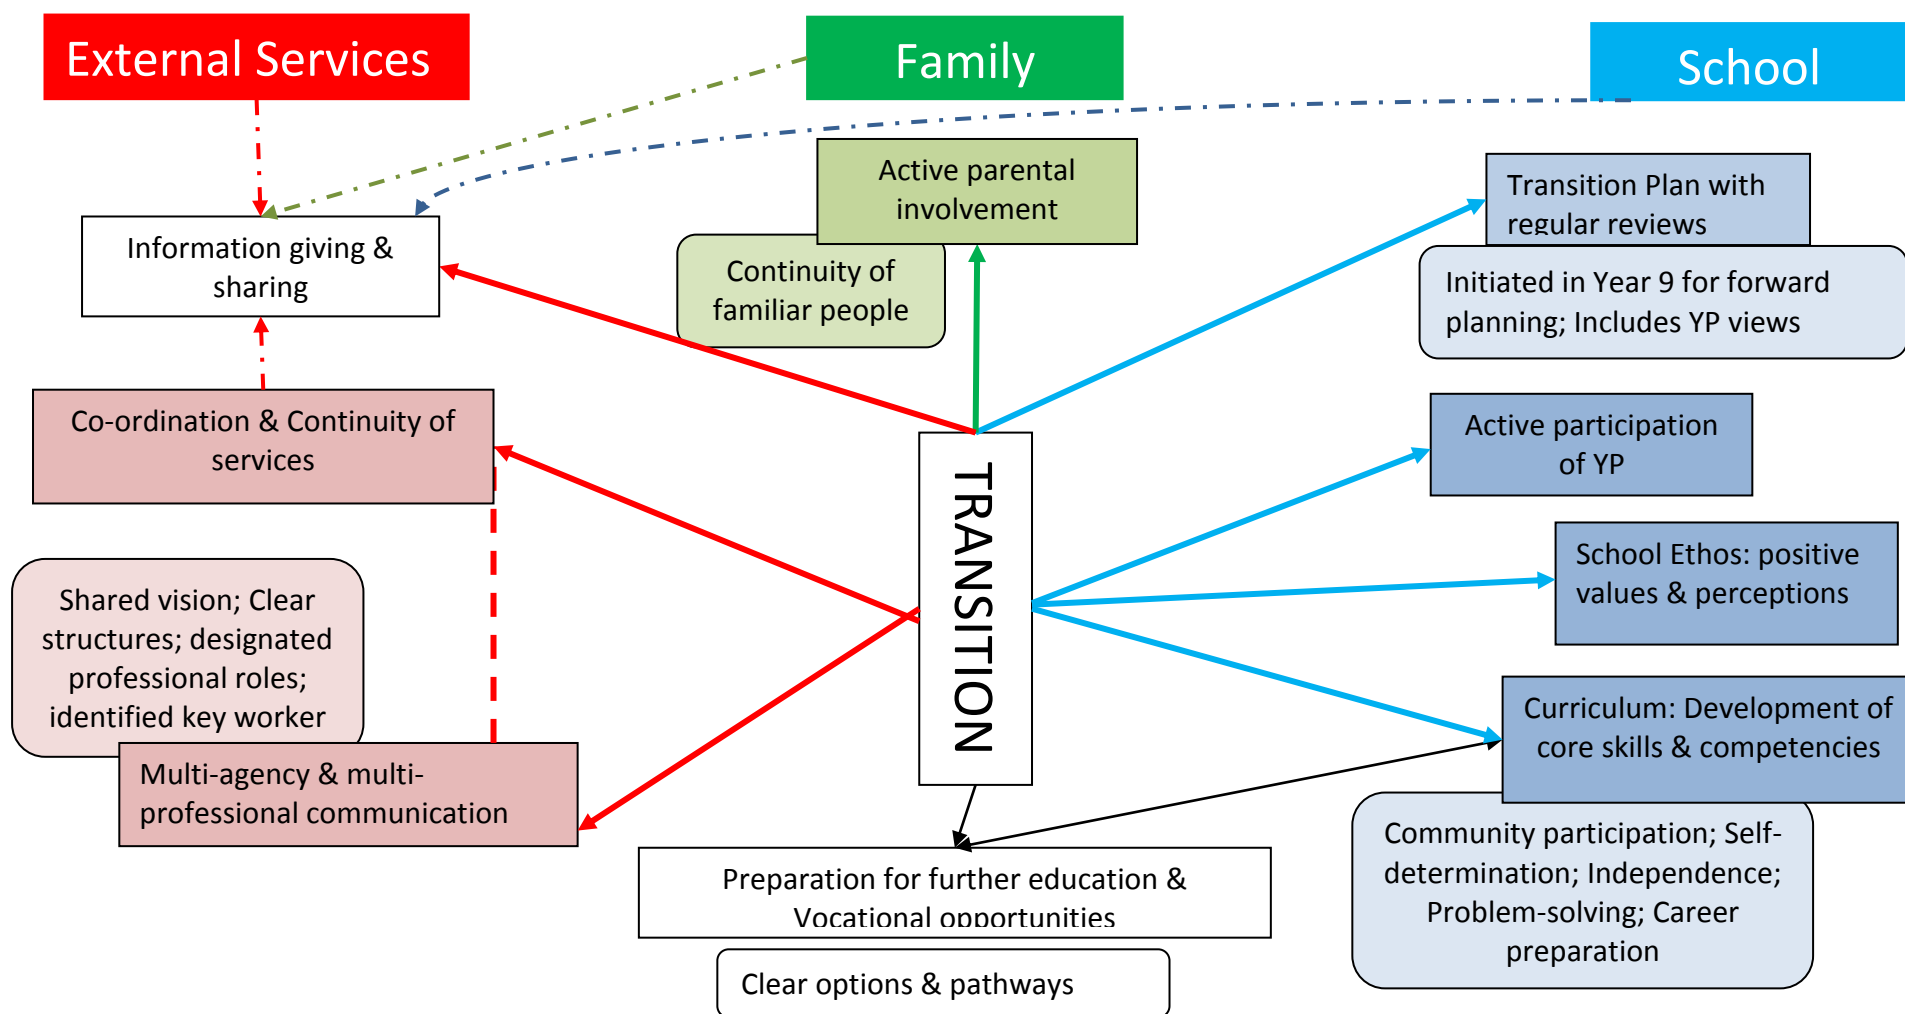 External Services
Family
School
Active parental
involvement
Continuity of
familiar people
Transition Plan with
regular reviews
Initiated in Year 9 for forward
planning; Includes YP views
Information giving &
sharing
Co-ordination & Continuity of
services
Active participation
of YP
TRANSITION
School Ethos: positive
values & perceptions
Shared vision; Clear
structures; designated
professional roles;
identified key worker
Multi-agency & multi-
professional communication
Curriculum: Development of
core skills & competencies
Community participation; Self-
determination; Independence;
Problem-solving; Career
preparation
Preparation for further education &
Vocational opportunities
Clear options & pathways